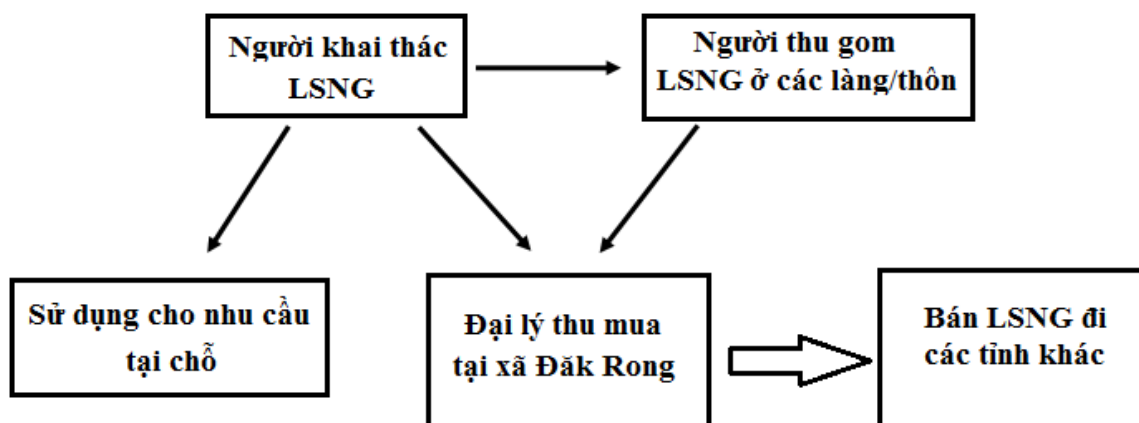 Người khai thác
LSNG
Người thu gom
LSNG ở các làng/thôn
Sử dụng cho nhu cầu
tại chỗ
Đại lý thu mua
tại xã Đăk Rong
Bán LSNG đi
các tỉnh khác